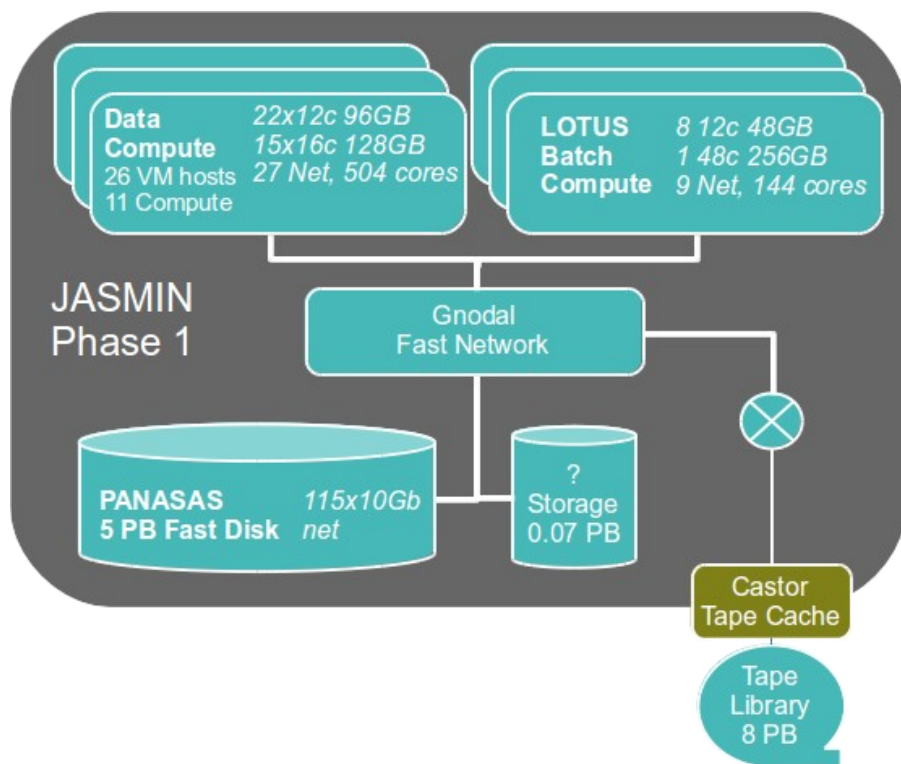 Data
Compute
26 VM hosts
11 Compute
22x12c 96GB
15x16c 128GB
27 Net, 504 cores
LOTUS
Batch
Compute
8 12c 48GB
1 48c 256GB
9 Net, 144 cores
JASMIN
Phase 1
Gnodal
Fast Network
PANASAS
5 PB Fast Disk
115x10Gb
net
?
Storage
0.07 PB
Castor
Tape Cache
Tape
Library
8 PB